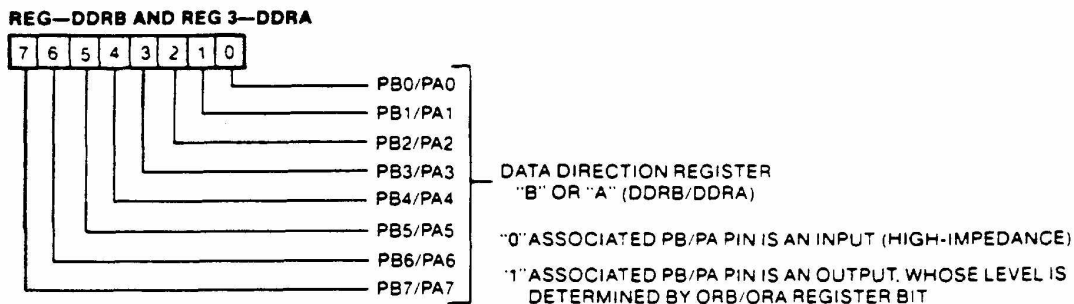 REG—DDRB AND REG 3—DDRA
7 6 5 4 3 2 1 0
PB0/PA0
PB1/PA1
PB2/PA2
PB3/PA3
PB4/PA4
PB5/PA5
PB6/PA6
PB7/PA7
DATA DIRECTION REGISTER
"B" OR "A" (DDRB/DDRA)
"0" ASSOCIATED PB/PA PIN IS AN INPUT (HIGH-IMPEDANCE)
"1" ASSOCIATED PB/PA PIN IS AN OUTPUT, WHOSE LEVEL IS
DETERMINED BY ORB/ORA REGISTER BIT